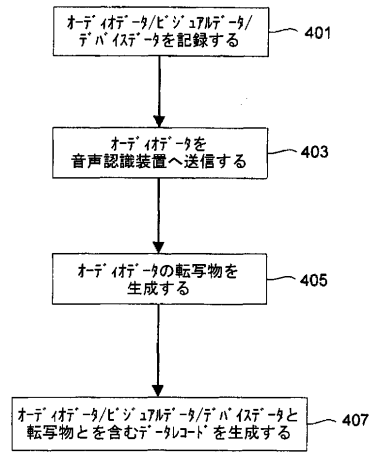 ｵｰﾃﾞｨｵﾃﾞｰﾀ/ﾋﾞｼﾞｭｱﾙﾃﾞｰﾀ/
ﾃﾞﾊﾞｲｽﾃﾞｰﾀを記録する
401
ｵｰﾃﾞｨｵﾃﾞｰﾀを
音声認識装置へ送信する
403
ｵｰﾃﾞｨｵﾃﾞｰﾀの転写物を
生成する
405
ｵｰﾃﾞｨｵﾃﾞｰﾀ/ﾋﾞｼﾞｭｱﾙﾃﾞｰﾀ/ﾃﾞﾊﾞｲｽﾃﾞｰﾀと
転写物とを含むﾃﾞｰﾀﾚｺｰﾄﾞを生成する
407